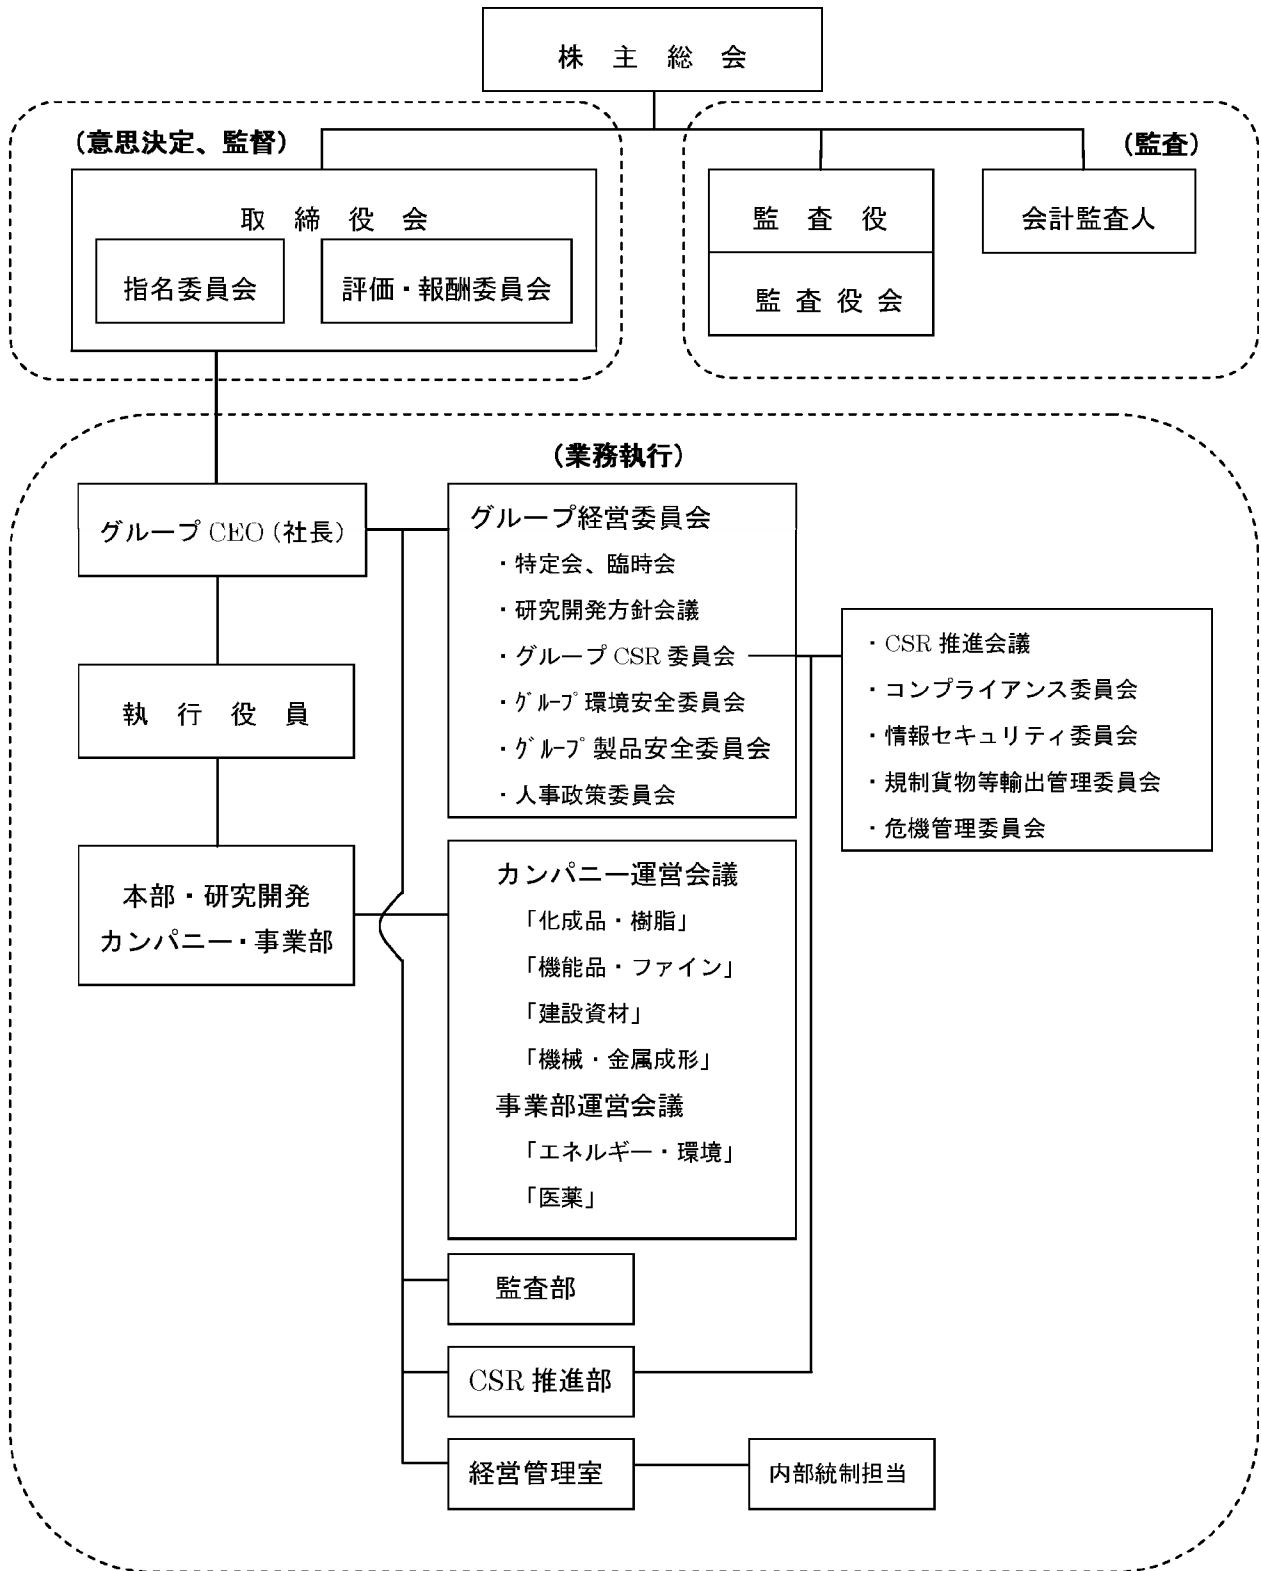 株主総会
(意思決定、監督)
取締役会
指名委員会
評価・報酬委員会
(監査)
監査役
監査役会
会計監査人
(業務執行)
グループ CEO (社長)
執行役員
本部・研究開発
カンパニー・事業部
グループ経営委員会
・特定会、臨時会
・研究開発方針会議
・グループ CSR 委員会
・ｸﾞﾙｰﾌﾟ環境安全委員会
・ｸﾞﾙｰﾌﾟ製品安全委員会
・人事政策委員会
・CSR 推進会議
・コンプライアンス委員会
・情報セキュリティ委員会
・規制貨物等輸出管理委員会
・危機管理委員会
カンパニー運営会議
「化成品・樹脂」
「機能品・ファイン」
「建設資材」
「機械・金属成形」
事業部運営会議
「エネルギー・環境」
「医薬」
監査部
CSR 推進部
経営管理室
内部統制担当